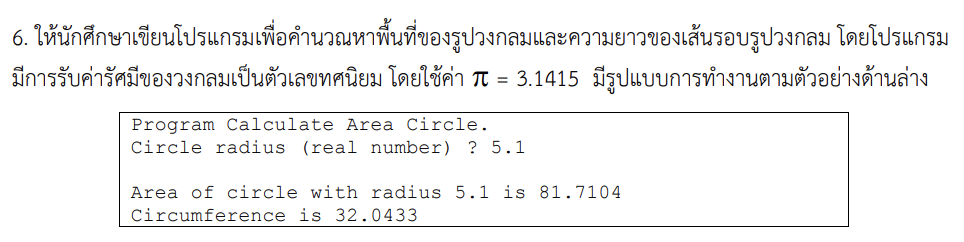 6. ให้นักศึกษาเขียนโปรแกรมเพื่อคำนวณหาพื้นที่ของรูปวงกลมและความยาวของเส้นรอบรูปวงกลม โดยโปรแกรม
มีการรับค่ารัศมีของวงกลมเป็นตัวเลขทศนิยม โดยใช้ค่า π = 3.1415 มีรูปแบบการทำงานตามตัวอย่างด้านล่าง
Program Calculate Area Circle.
Circle radius (real number) ? 5.1
Area of circle with radius 5.1 is 81.7104
Circumference is 32.0433